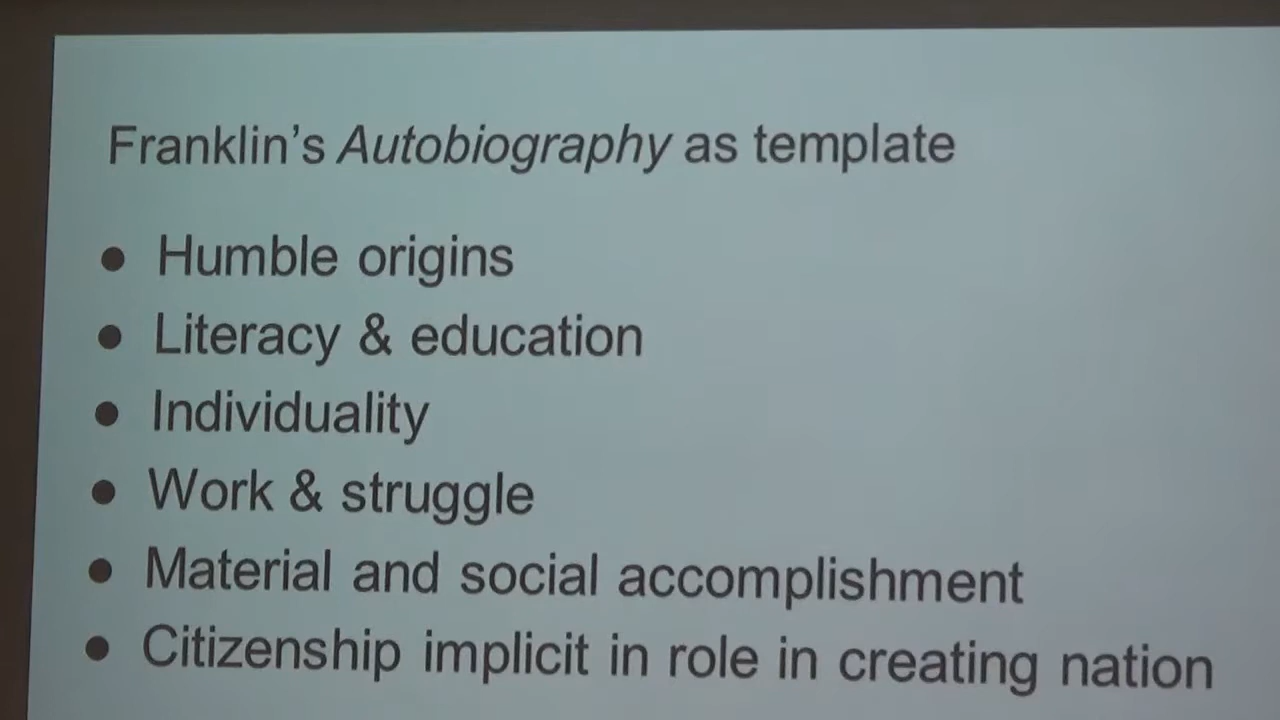 Franklin's Autobiography as template
● Humble origins
● Literacy & education
● Individuality
● Work & struggle
● Material and social accomplishment
● Citizenship implicit in role in creating nation